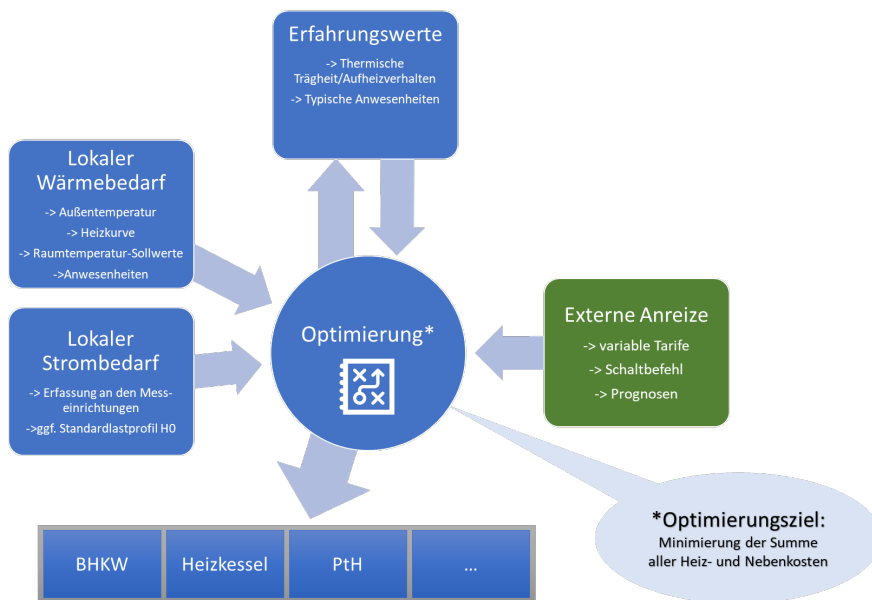 Erfahrungswerte
-> Thermische
Trägheit/Aufheizverhalten
-> Typische Anwesenheiten
Lokaler
Wärmebedarf
-> Außentemperatur
-> Heizkurve
-> Raumtemperatur-Sollwerte
->Anwesenheiten
Lokaler
Strombedarf
-> Erfassung an den Mess-
einrichtungen
->ggf. Standardlastprofil H0
Optimierung*
Externe Anreize
-> variable Tarife
-> Schaltbefehl
-> Prognosen
*Optimierungsziel:
Minimierung der Summe
aller Heiz- und Nebenkosten
BHKW
Heizkessel
PtH
...